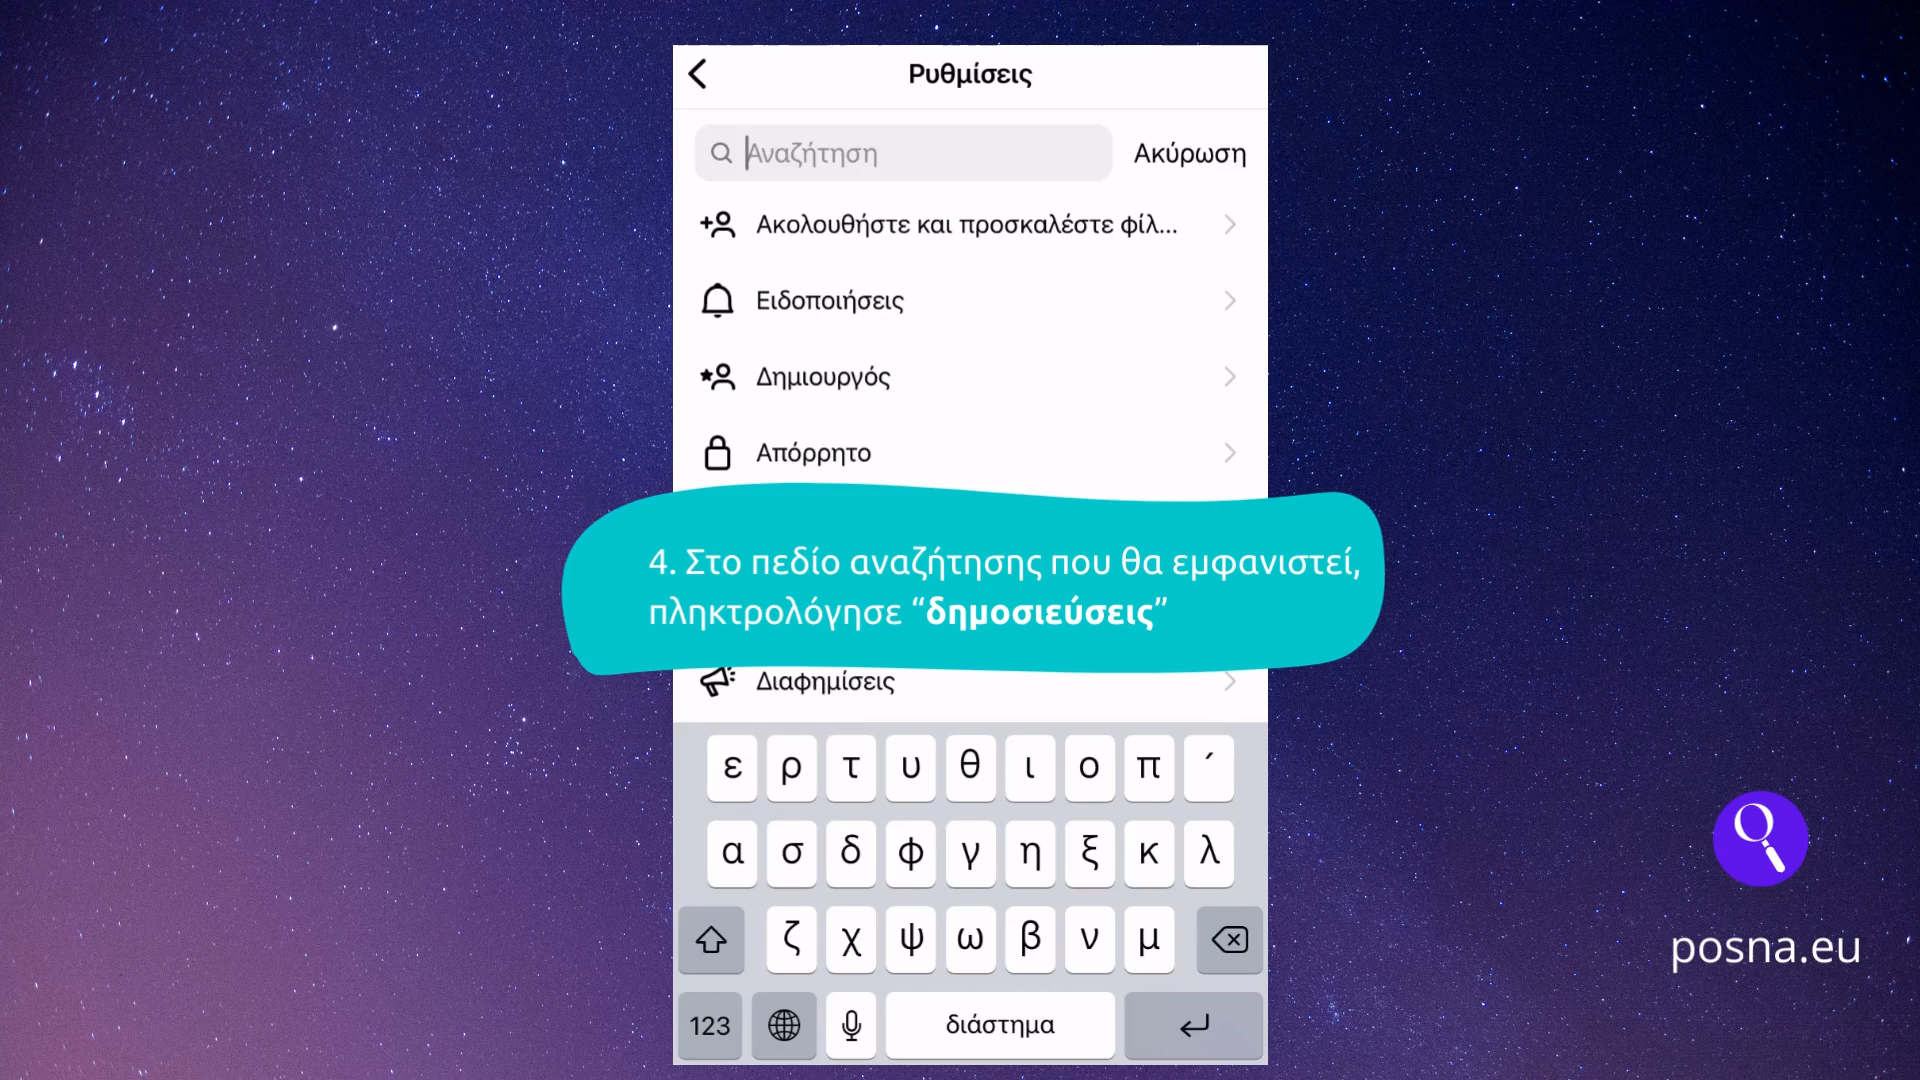 Ρυθμίσεις
Αναζήτηση Ακύρωση
Ακολουθήστε και προσκαλέστε φίλ...
Ειδοποιήσεις
Δημιουργός
Απόρρητο
4. Στο πεδίο αναζήτησης που θα εμφανιστεί,
πληκτρολόγησε “δημοσιεύσεις”
Διαφημίσεις
ε ρ τ υ θ ι ο π ´
α σ δ φ γ η ξ κ λ
ζ χ ψ ω β ν μ
123 διάστημα
posna.eu